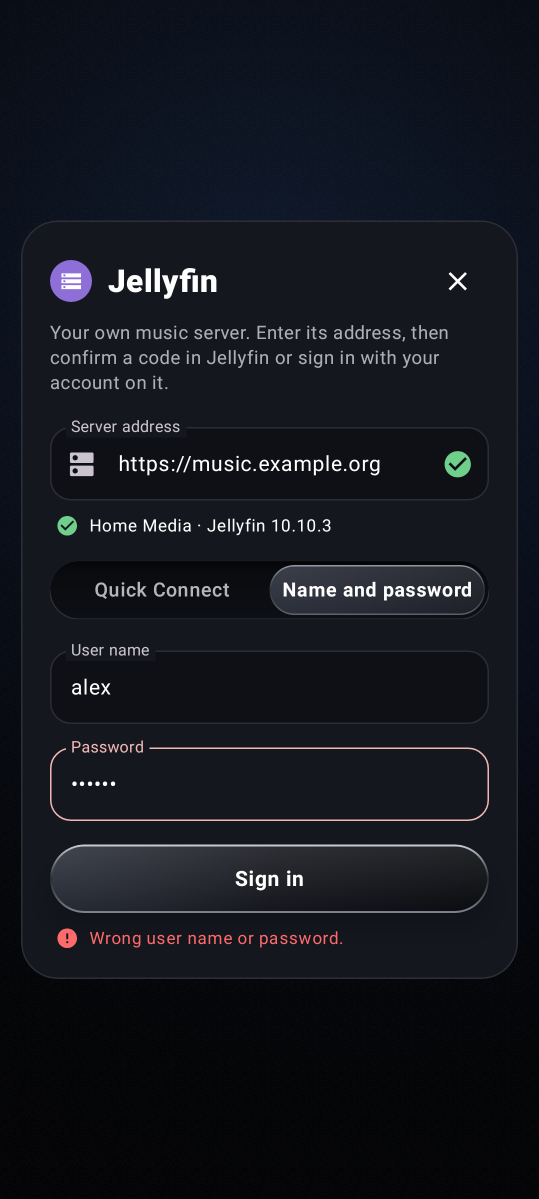 Jellyfin
Your own music server. Enter its address, then
confirm a code in Jellyfin or sign in with your
account on it.
Server address
https://music.example.org
Home Media · Jellyfin 10.10.3
Quick Connect
Name and password
User name
alex
Password
••••••
Sign in
Wrong user name or password.